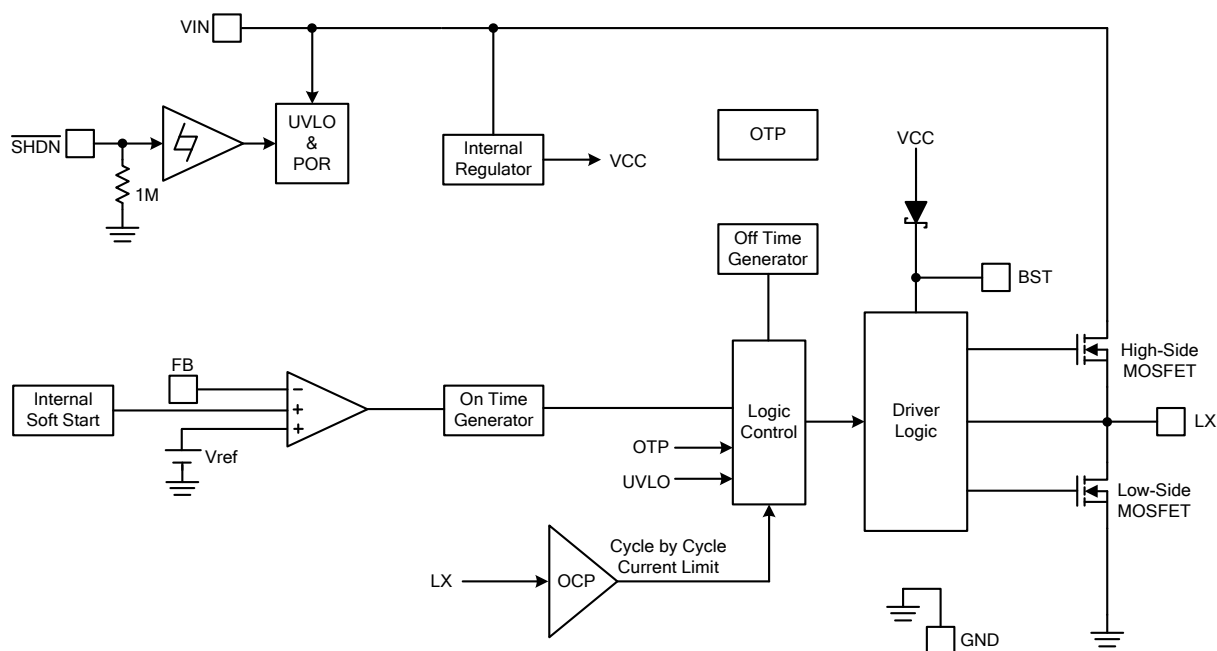 VIN
SHDN
1M
UVLO
&
POR
Internal
Regulator
VCC
OTP
VCC
Off Time
Generator
BST
High-Side
MOSFET
FB
Internal
Soft Start
−
+
+
Vref
On Time
Generator
Logic
Control
OTP
UVLO
Driver
Logic
LX
Low-Side
MOSFET
LX
OCP
Cycle by Cycle
Current Limit
GND